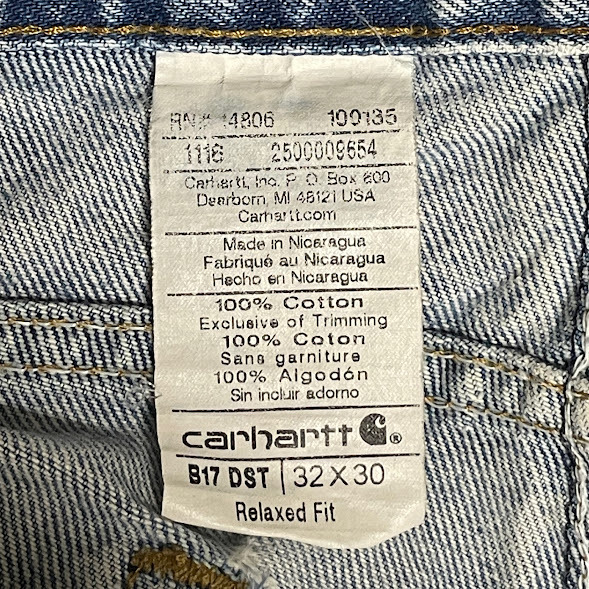 RN# 14806 100135
1116 2500009654
Carhartt, Inc. P. O. Box 600
Dearborn, MI 48121 USA
Carhartt.com
Made in Nicaragua
Fabriqué au Nicaragua
Hecho en Nicaragua
100% Cotton
Exclusive of Trimming
100% Coton
Sans garniture
100% Algodón
Sin incluir adorno
carhartt ®
B17 DST 32 X 30
Relaxed Fit